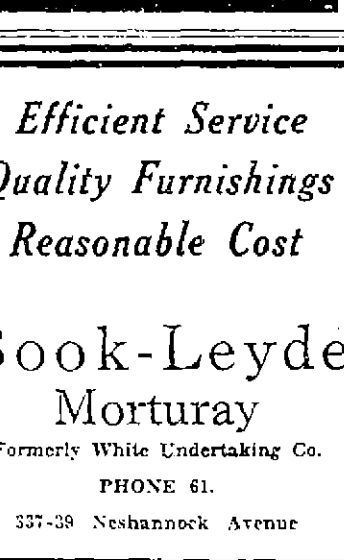 Efficient Service
Quality Furnishings
Reasonable Cost
Book-Leyde
Morturay
Formerly White Undertaking Co.
PHONE 61.
337-39 Neshannock Avenue